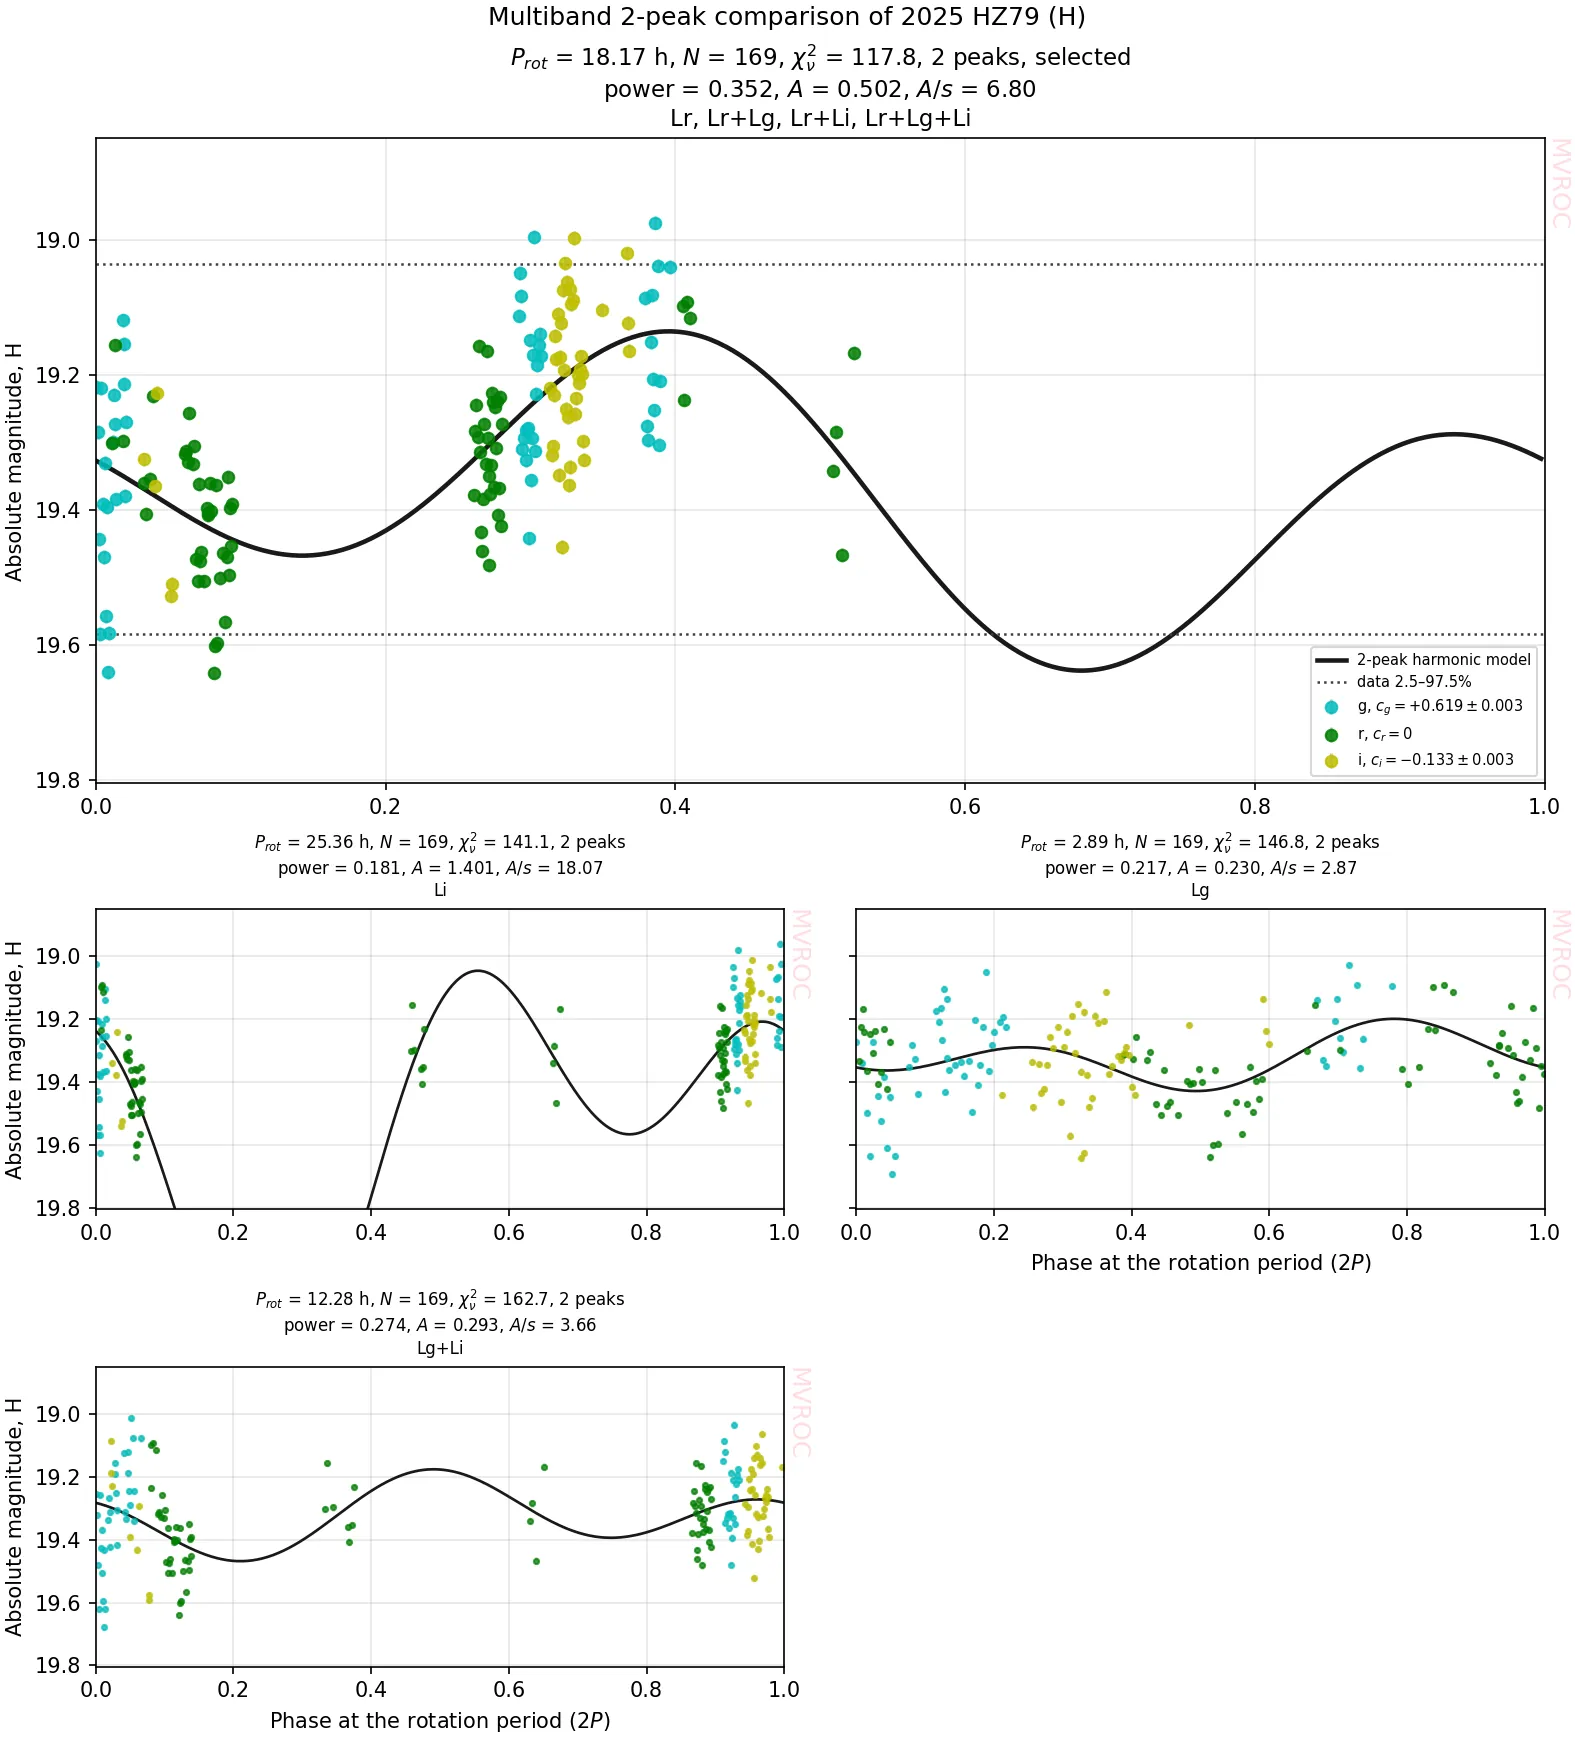 Multiband 2-peak comparison of 2025 HZ79 (H)
P_rot = 18.17 h, N = 169, χ²_ν = 117.8, 2 peaks, selected
power = 0.352, A = 0.502, A/s = 6.80
Lr, Lr+Lg, Lr+Li, Lr+Lg+Li
MVROC
Absolute magnitude, H
19.0
19.2
19.4
19.6
19.8
2-peak harmonic model
data 2.5–97.5%
g, c_g = +0.619 ± 0.003
r, c_r = 0
i, c_i = −0.133 ± 0.003
0.0 0.2 0.4 0.6 0.8 1.0
P_rot = 25.36 h, N = 169, χ²_ν = 141.1, 2 peaks
power = 0.181, A = 1.401, A/s = 18.07
Li
MVROC
Absolute magnitude, H
19.0
19.2
19.4
19.6
19.8
0.0 0.2 0.4 0.6 0.8 1.0
P_rot = 2.89 h, N = 169, χ²_ν = 146.8, 2 peaks
power = 0.217, A = 0.230, A/s = 2.87
Lg
MVROC
0.0 0.2 0.4 0.6 0.8 1.0
Phase at the rotation period (2P)
P_rot = 12.28 h, N = 169, χ²_ν = 162.7, 2 peaks
power = 0.274, A = 0.293, A/s = 3.66
Lg+Li
MVROC
Absolute magnitude, H
19.0
19.2
19.4
19.6
19.8
0.0 0.2 0.4 0.6 0.8 1.0
Phase at the rotation period (2P)